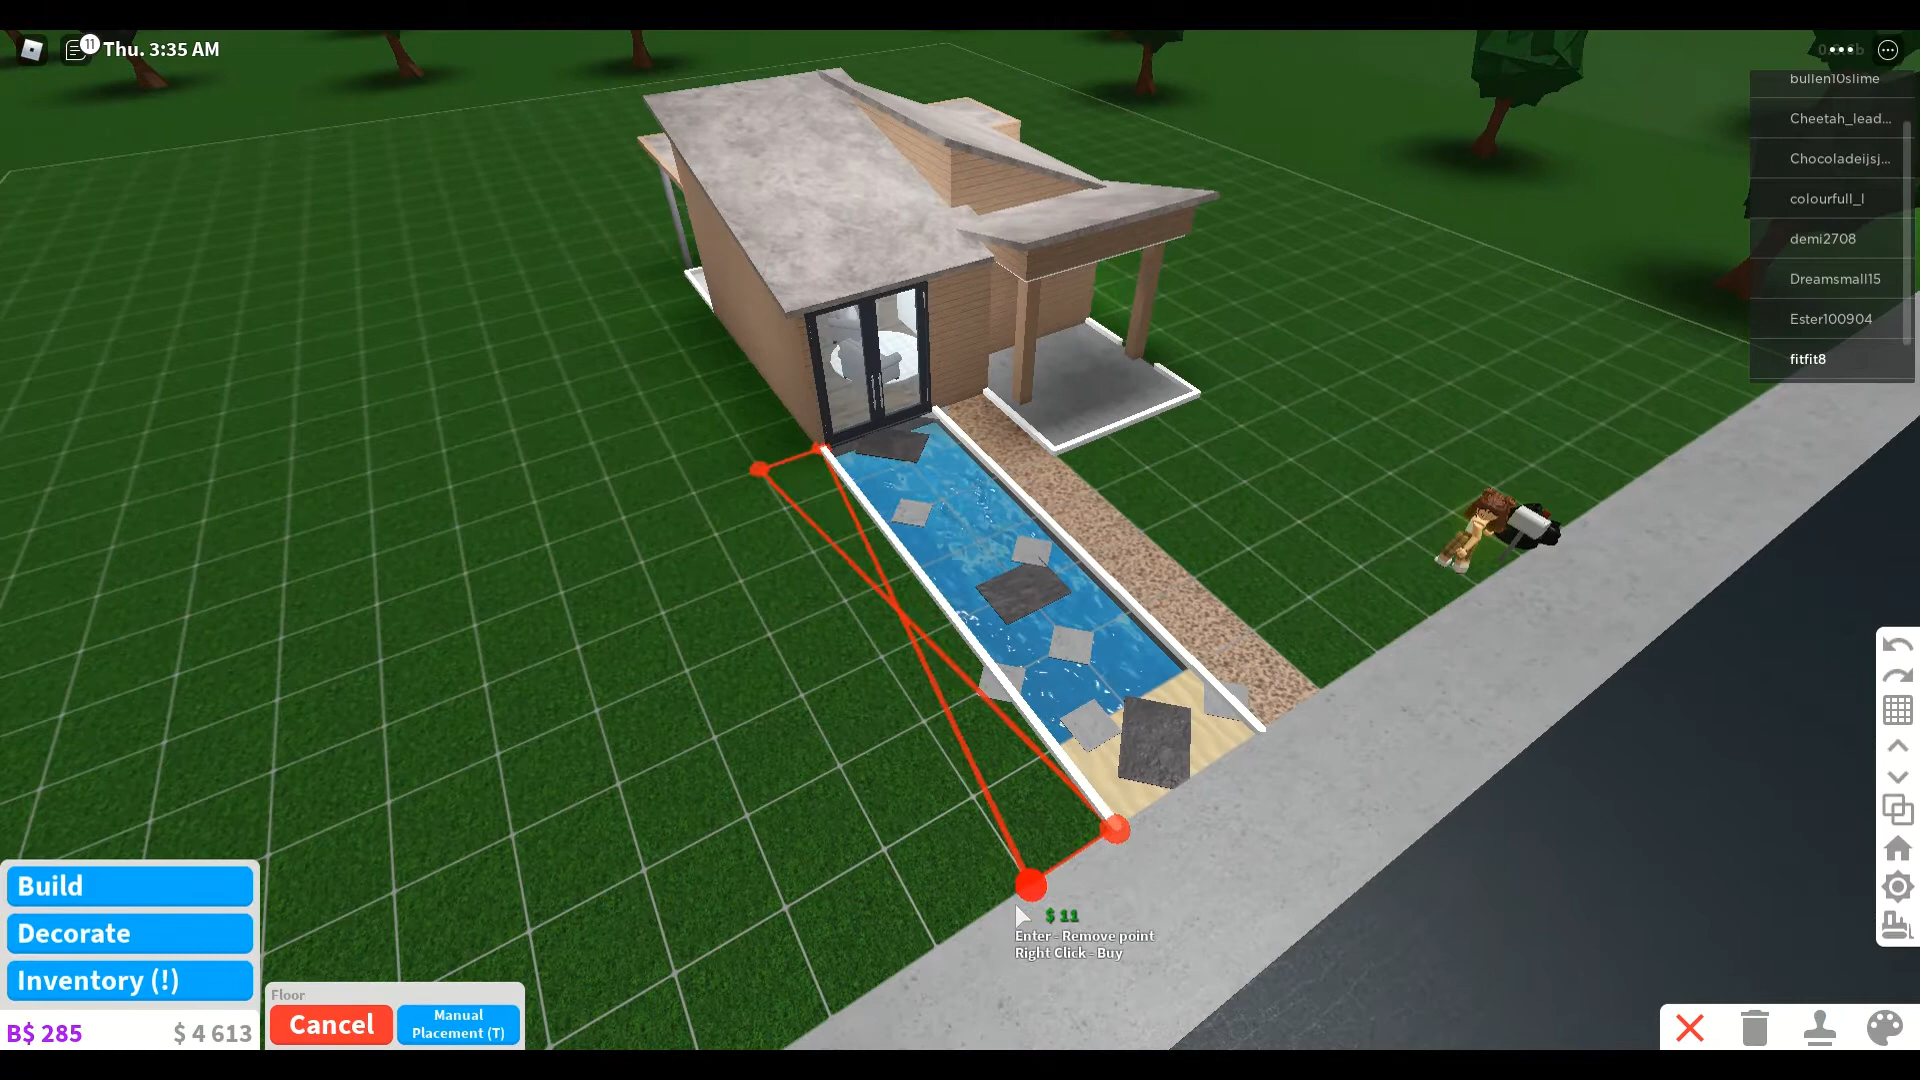 11
Thu. 3:35 AM
bullen10slime
Cheetah_lead...
Chocoladeijsj...
colourfull_l
demi2708
Dreamsmall15
Ester100904
fitfit8
$ 11
Enter - Remove point
Right Click - Buy
Build
Decorate
Inventory (!)
B$ 285
$ 4 613
Floor
Cancel
Manual
Placement (T)